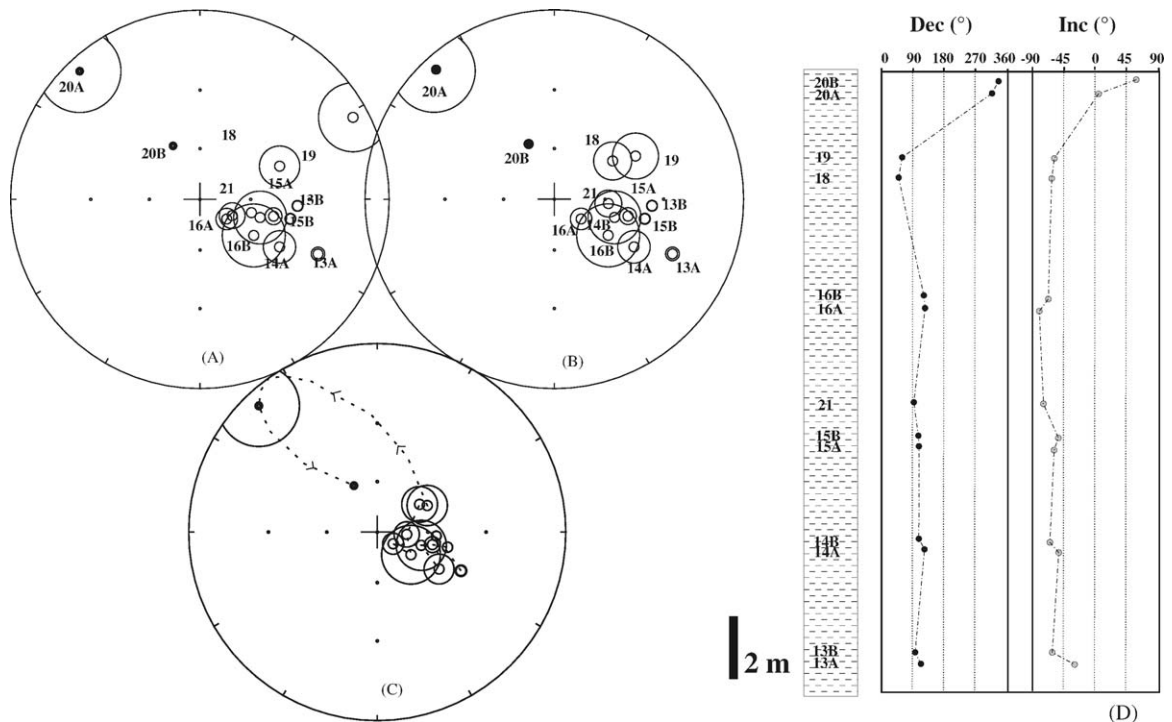 20A
20B
18
19
15A
21
13B
15B
16A
16B
14A
13A
(A)
20A
20B
18
19
15A
21
13B
14B
15B
16A
16B
14A
13A
(B)
(C)
2 m
Dec (°) Inc (°)
0 90 180 270 360 -90 -45 0 45 90
20B
20A
19
18
16B
16A
21
15B
15A
14B
14A
13B
13A
(D)